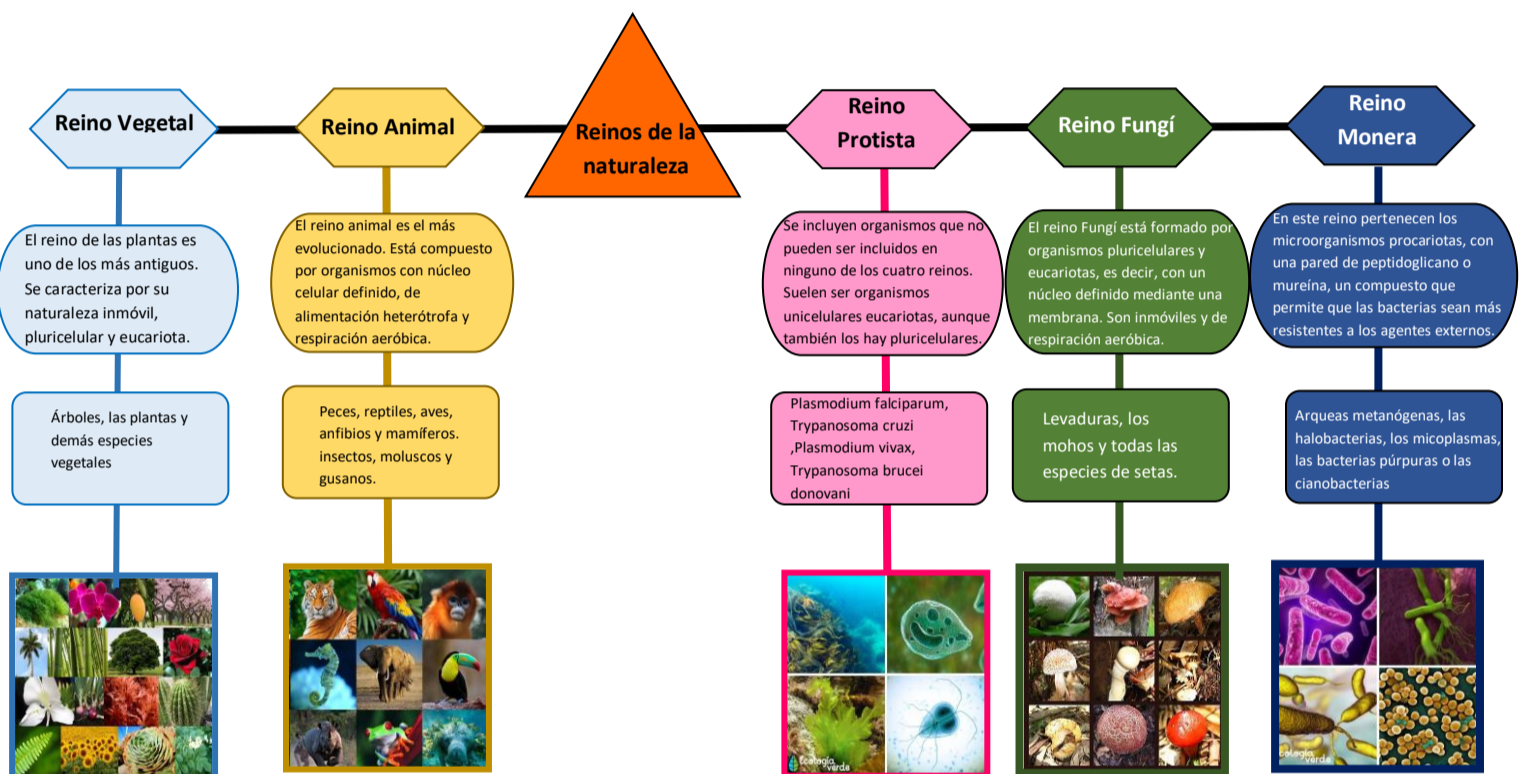 Reinos de la
naturaleza
Reino Vegetal
El reino de las plantas es
uno de los más antiguos.
Se caracteriza por su
naturaleza inmóvil,
pluricelular y eucariota.
Árboles, las plantas y
demás especies
vegetales
Reino Animal
El reino animal es el más
evolucionado. Está compuesto
por organismos con núcleo
celular definido, de
alimentación heterótrofa y
respiración aeróbica.
Peces, reptiles, aves,
anfibios y mamíferos.
insectos, moluscos y
gusanos.
Reino
Protista
Se incluyen organismos que no
pueden ser incluidos en
ninguno de los cuatro reinos.
Suelen ser organismos
unicelulares eucariotas, aunque
también los hay pluricelulares.
Plasmodium falciparum,
Trypanosoma cruzi
,Plasmodium vivax,
Trypanosoma brucei
donovani
Ecología
verde
Reino Fungí
El reino Fungí está formado por
organismos pluricelulares y
eucariotas, es decir, con un
núcleo definido mediante una
membrana. Son inmóviles y de
respiración aeróbica.
Levaduras, los
mohos y todas las
especies de setas.
Reino
Monera
En este reino pertenecen los
microorganismos procariotas, con
una pared de peptidoglicano o
mureína, un compuesto que
permite que las bacterias sean más
resistentes a los agentes externos.
Arqueas metanógenas, las
halobacterias, los micoplasmas,
las bacterias púrpuras o las
cianobacterias
ecología
verde